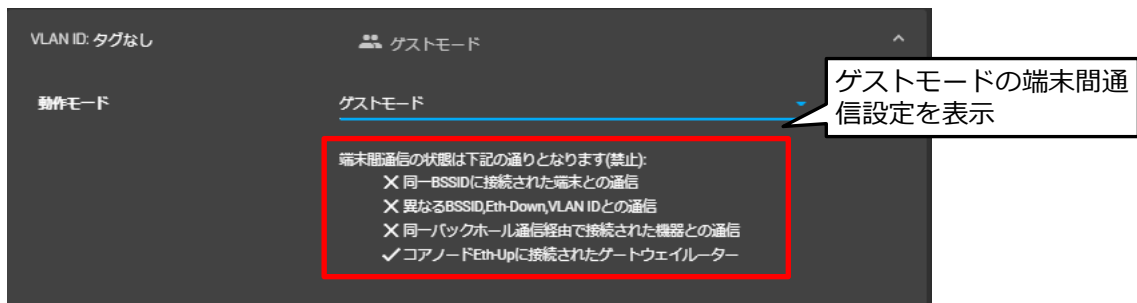 VLAN ID: タグなし
ゲストモード
動作モード
ゲストモード
ゲストモードの端末間通
信設定を表示
端末間通信の状態は下記の通りとなります(禁止):
✕ 同一BSSIDに接続された端末との通信
✕ 異なるBSSID,Eth-Down,VLAN IDとの通信
✕ 同一バックホール通信経由で接続された機器との通信
✓ コアノードEth-Upに接続されたゲートウェイルーター